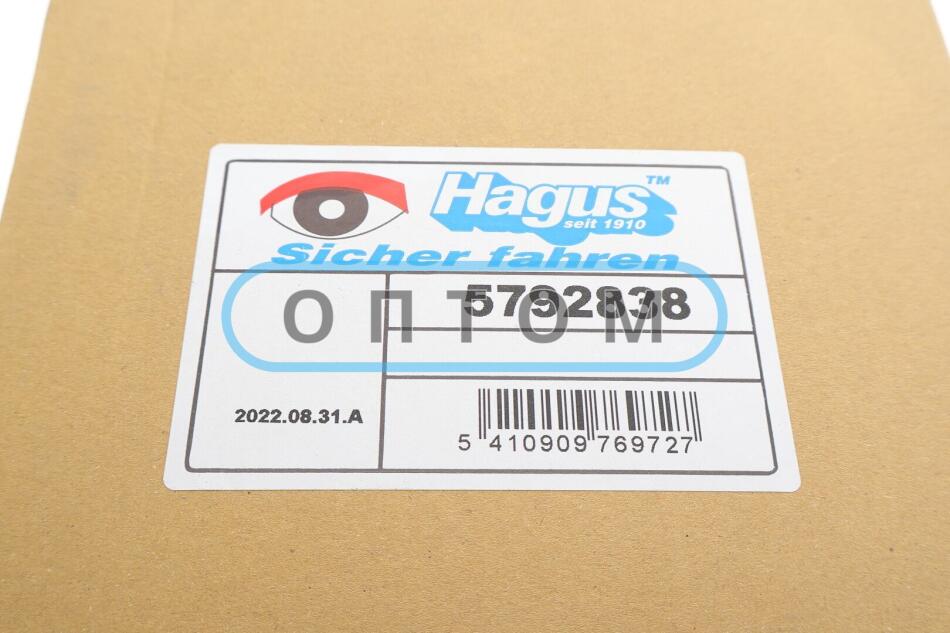 Hagus™
seit 1910
Sicher fahren
5792838
ОПТОМ
2022.08.31.A
5 410909 769727